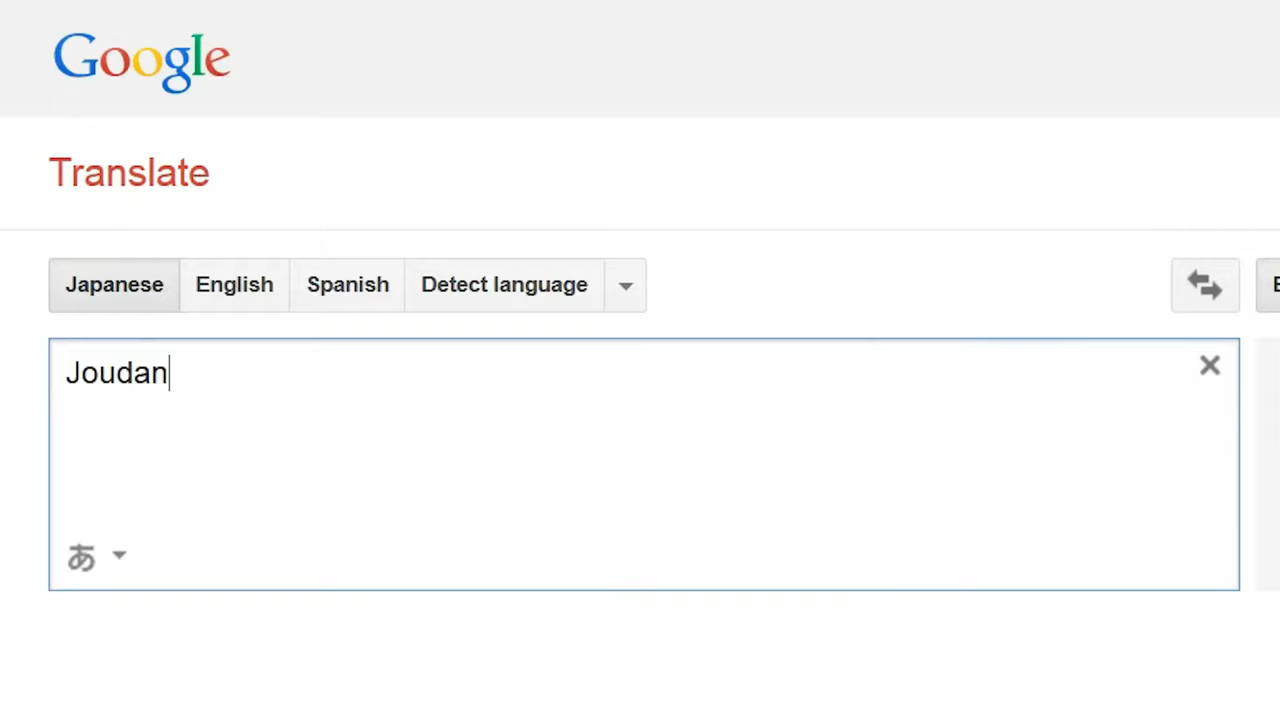 Google
Translate
Japanese English Spanish Detect language
Joudan
あ